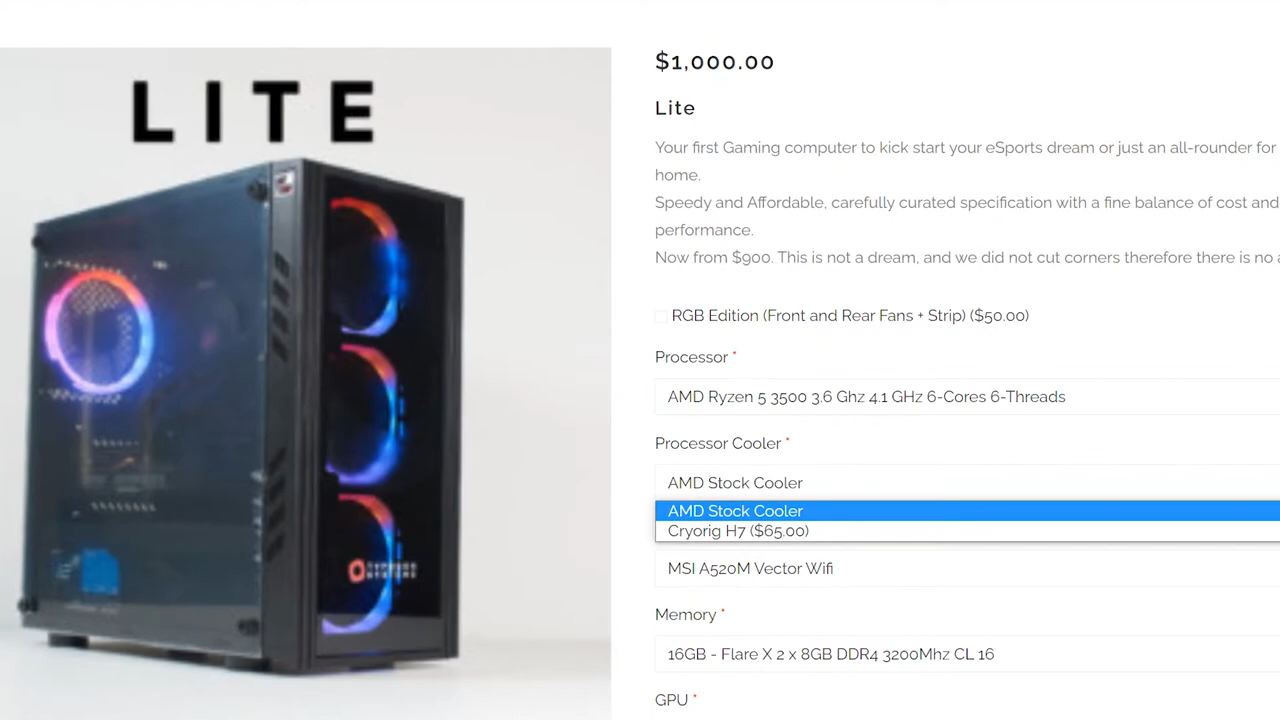 LITE
$1,000.00
Lite
Your first Gaming computer to kick start your eSports dream or just an all-rounder for
home.
Speedy and Affordable, carefully curated specification with a fine balance of cost and
performance.
Now from $900. This is not a dream, and we did not cut corners therefore there is no
RGB Edition (Front and Rear Fans + Strip) ($50.00)
Processor *
AMD Ryzen 5 3500 3.6 Ghz 4.1 GHz 6-Cores 6-Threads
Processor Cooler *
AMD Stock Cooler
AMD Stock Cooler
Cryorig H7 ($65.00)
MSI A520M Vector Wifi
Memory *
16GB - Flare X 2 x 8GB DDR4 3200Mhz CL 16
GPU *